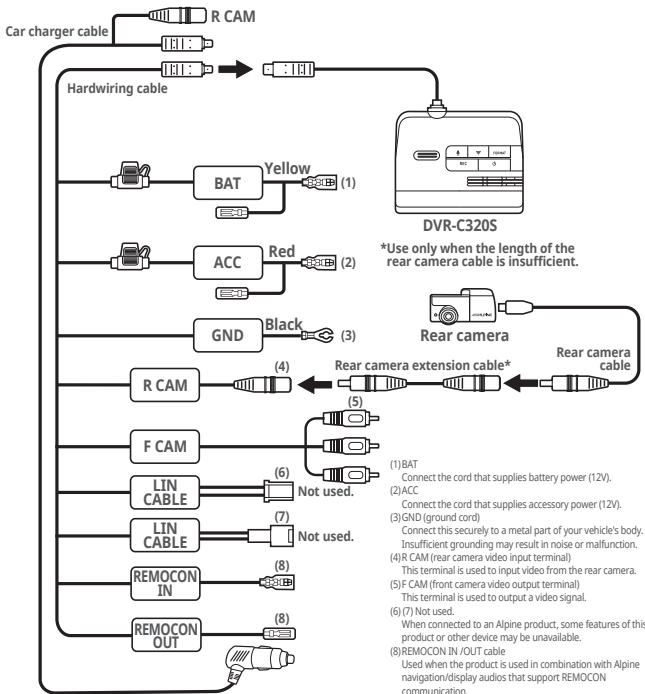 R CAM
Car charger cable
Hardwiring cable
FORMAT
REC
DVR-C320S
*Use only when the length of the
rear camera cable is insufficient.
BAT
Yellow
(1)
ACC
Red
(2)
GND
Black
(3)
ALPINE
Rear camera
Rear camera
cable
R CAM
(4)
Rear camera extension cable*
F CAM
(5)
LIN
CABLE
(6)
Not used.
LIN
CABLE
(7)
Not used.
REMOCON
IN
(8)
REMOCON
OUT
(8)
(1)BAT
Connect the cord that supplies battery power (12V).
(2)ACC
Connect the cord that supplies accessory power (12V).
(3)GND (ground cord)
Connect this securely to a metal part of your vehicle's body.
Insufficient grounding may result in noise or malfunction.
(4)R CAM (rear camera video input terminal)
This terminal is used to input video from the rear camera.
(5)F CAM (front camera video output terminal)
This terminal is used to output a video signal.
(6) (7) Not used.
When connected to an Alpine product, some features of this
product or other device may be unavailable.
(8)REMOCON IN /OUT cable
Used when the product is used in combination with Alpine
navigation/display audios that support REMOCON
communication.